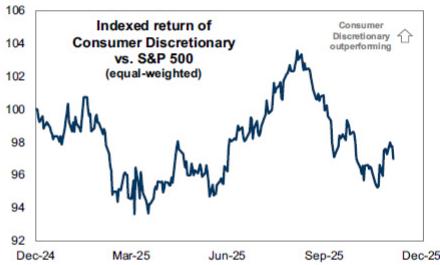 Indexed return of
Consumer Discretionary
vs. S&P 500
(equal-weighted)
Consumer
Discretionary
outperforming
106
104
102
100
98
96
94
92
Dec-24 Mar-25 Jun-25 Sep-25 Dec-25